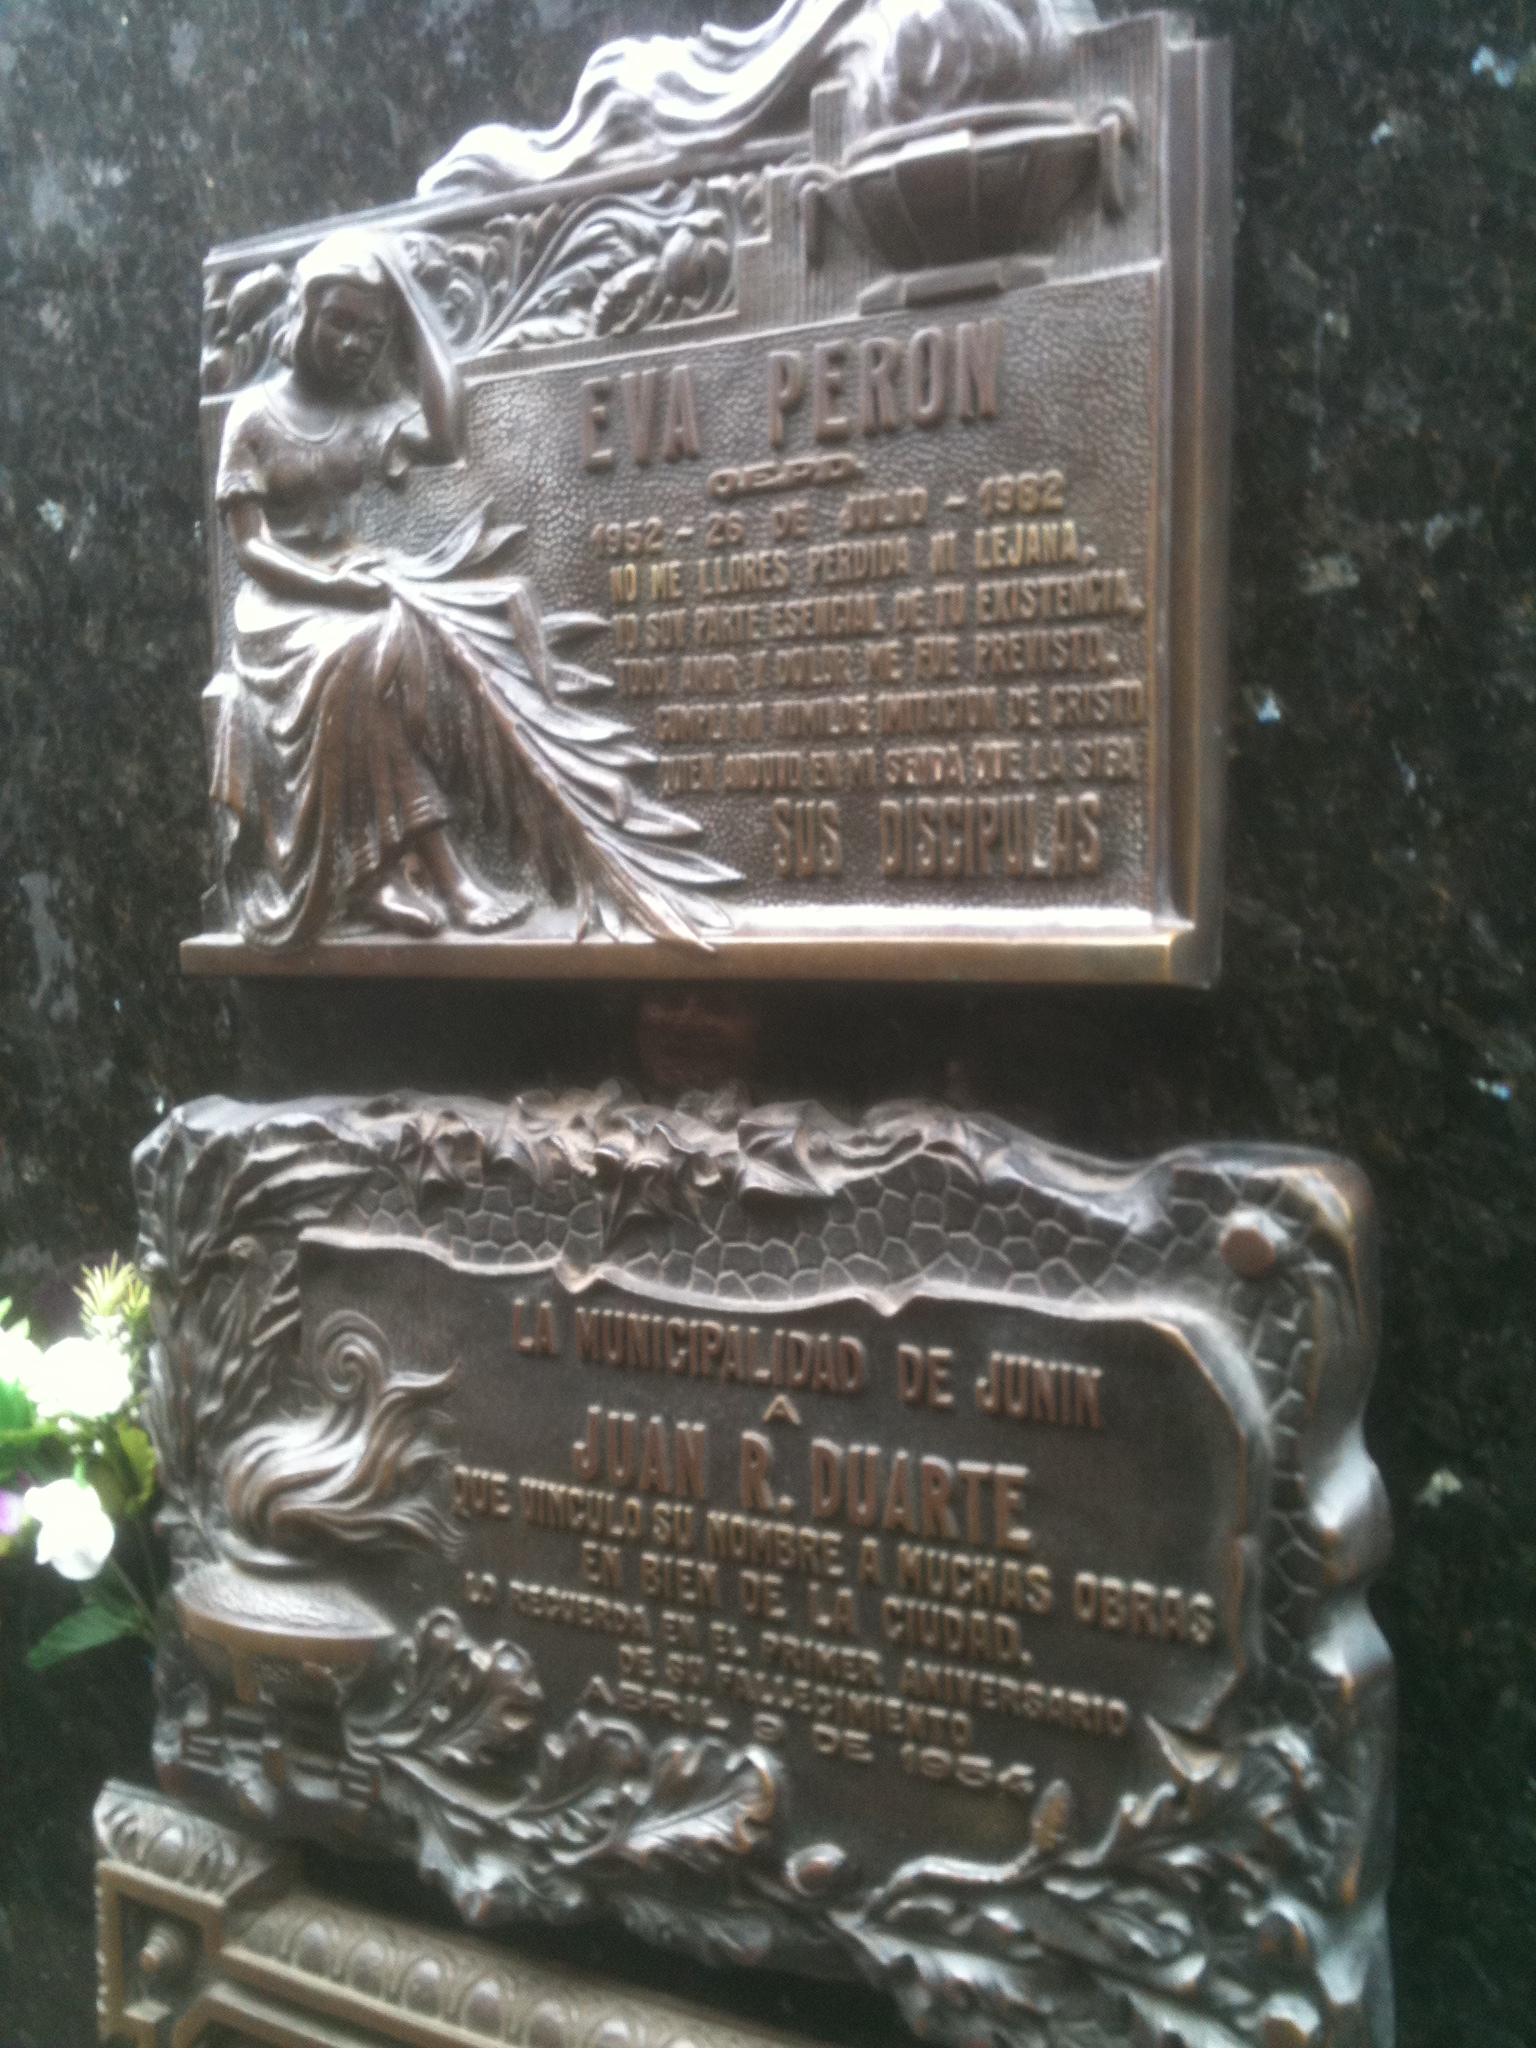 EVA PERON
Q.E.P.D.
1952 - 26 DE JULIO - 1982
NO ME LLORES PERDIDA NI LEJANA,
YO SOY PARTE ESENCIAL DE TU EXISTENCIA,
TODO AMOR Y DOLOR ME FUE PREVISTO,
CUMPLI MI HUMILDE IMITACION DE CRISTO
QUIEN ANDUVO EN MI SENDA QUE LA SIGA
SUS DISCIPULAS
LA MUNICIPALIDAD DE JUNIN
A
JUAN R. DUARTE
QUE VINCULO SU NOMBRE A MUCHAS OBRAS
EN BIEN DE LA CIUDAD.
LO RECUERDA EN EL PRIMER ANIVERSARIO
DE SU FALLECIMIENTO
ABRIL 9 DE 1954